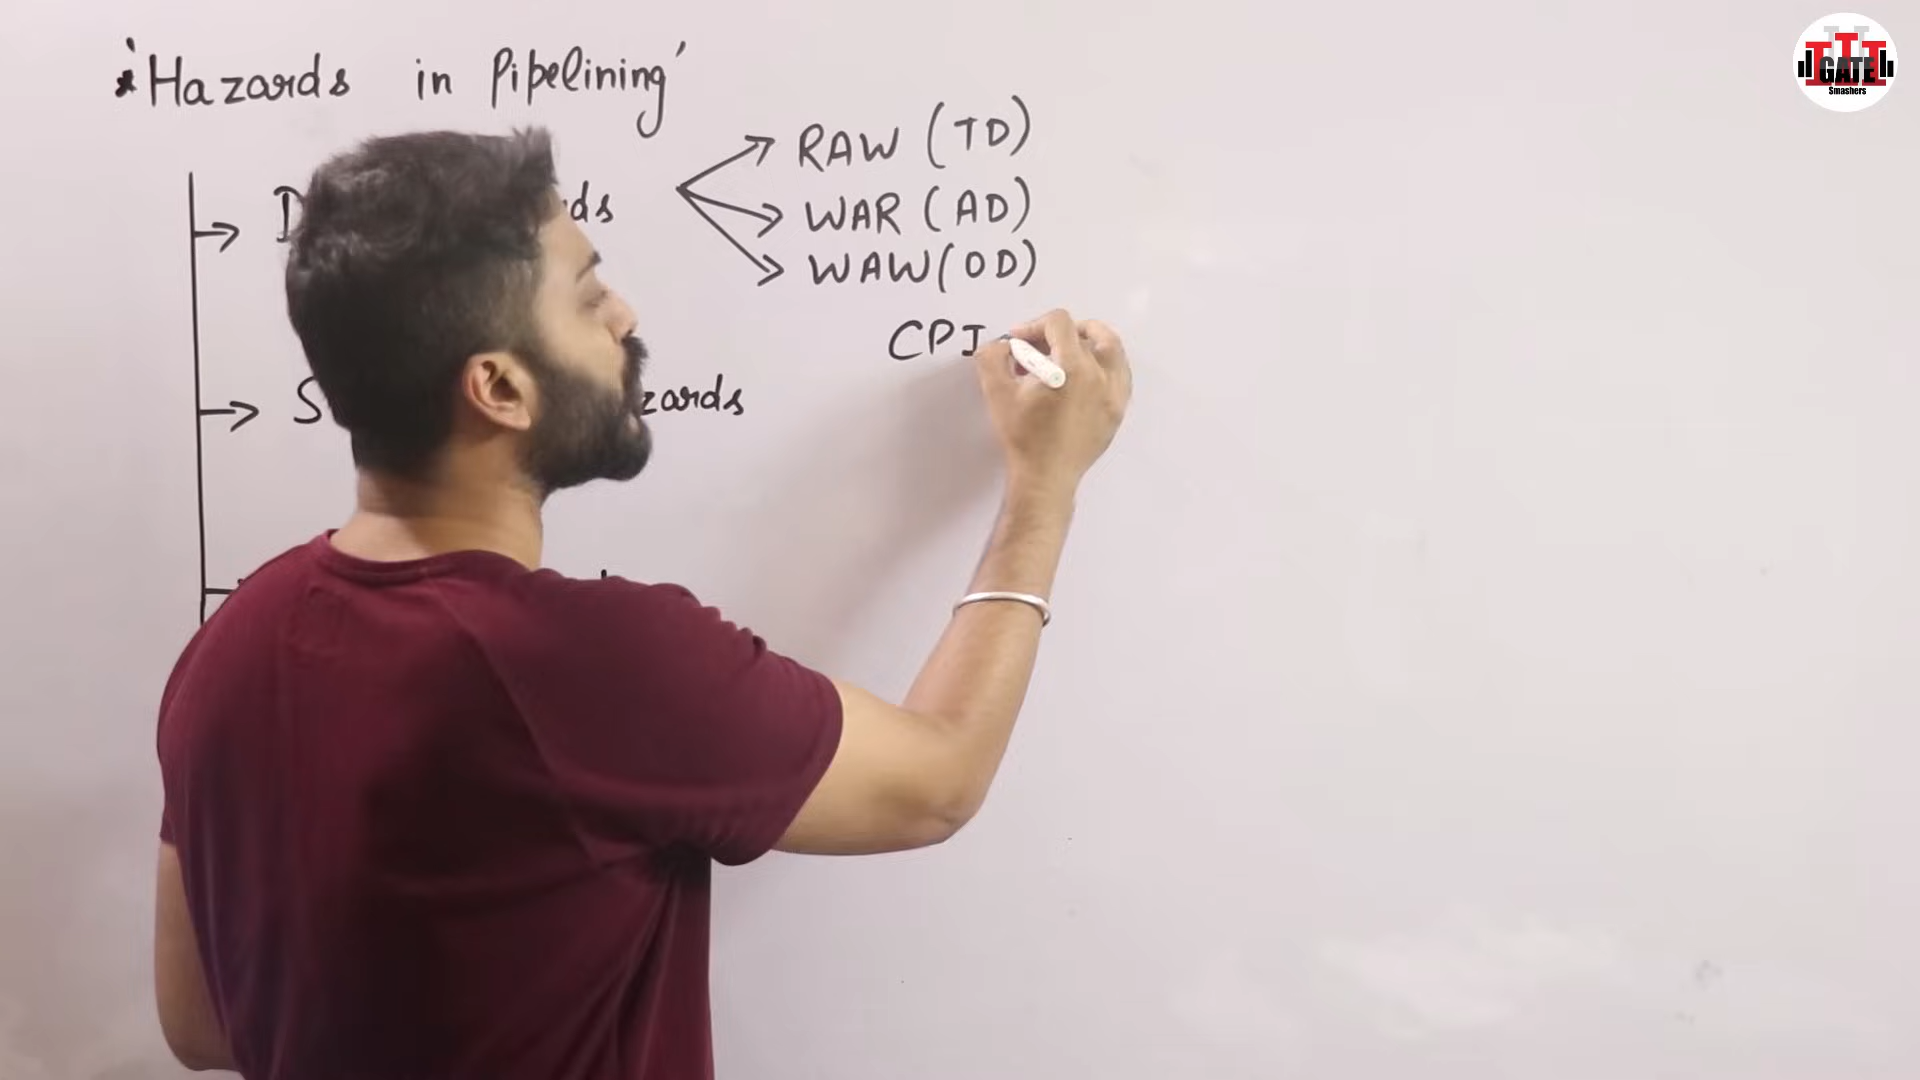 'Hazards in Pipelining'
RAW (TD)
WAR (AD)
WAW (OD)
CPI
GATE
Smashers